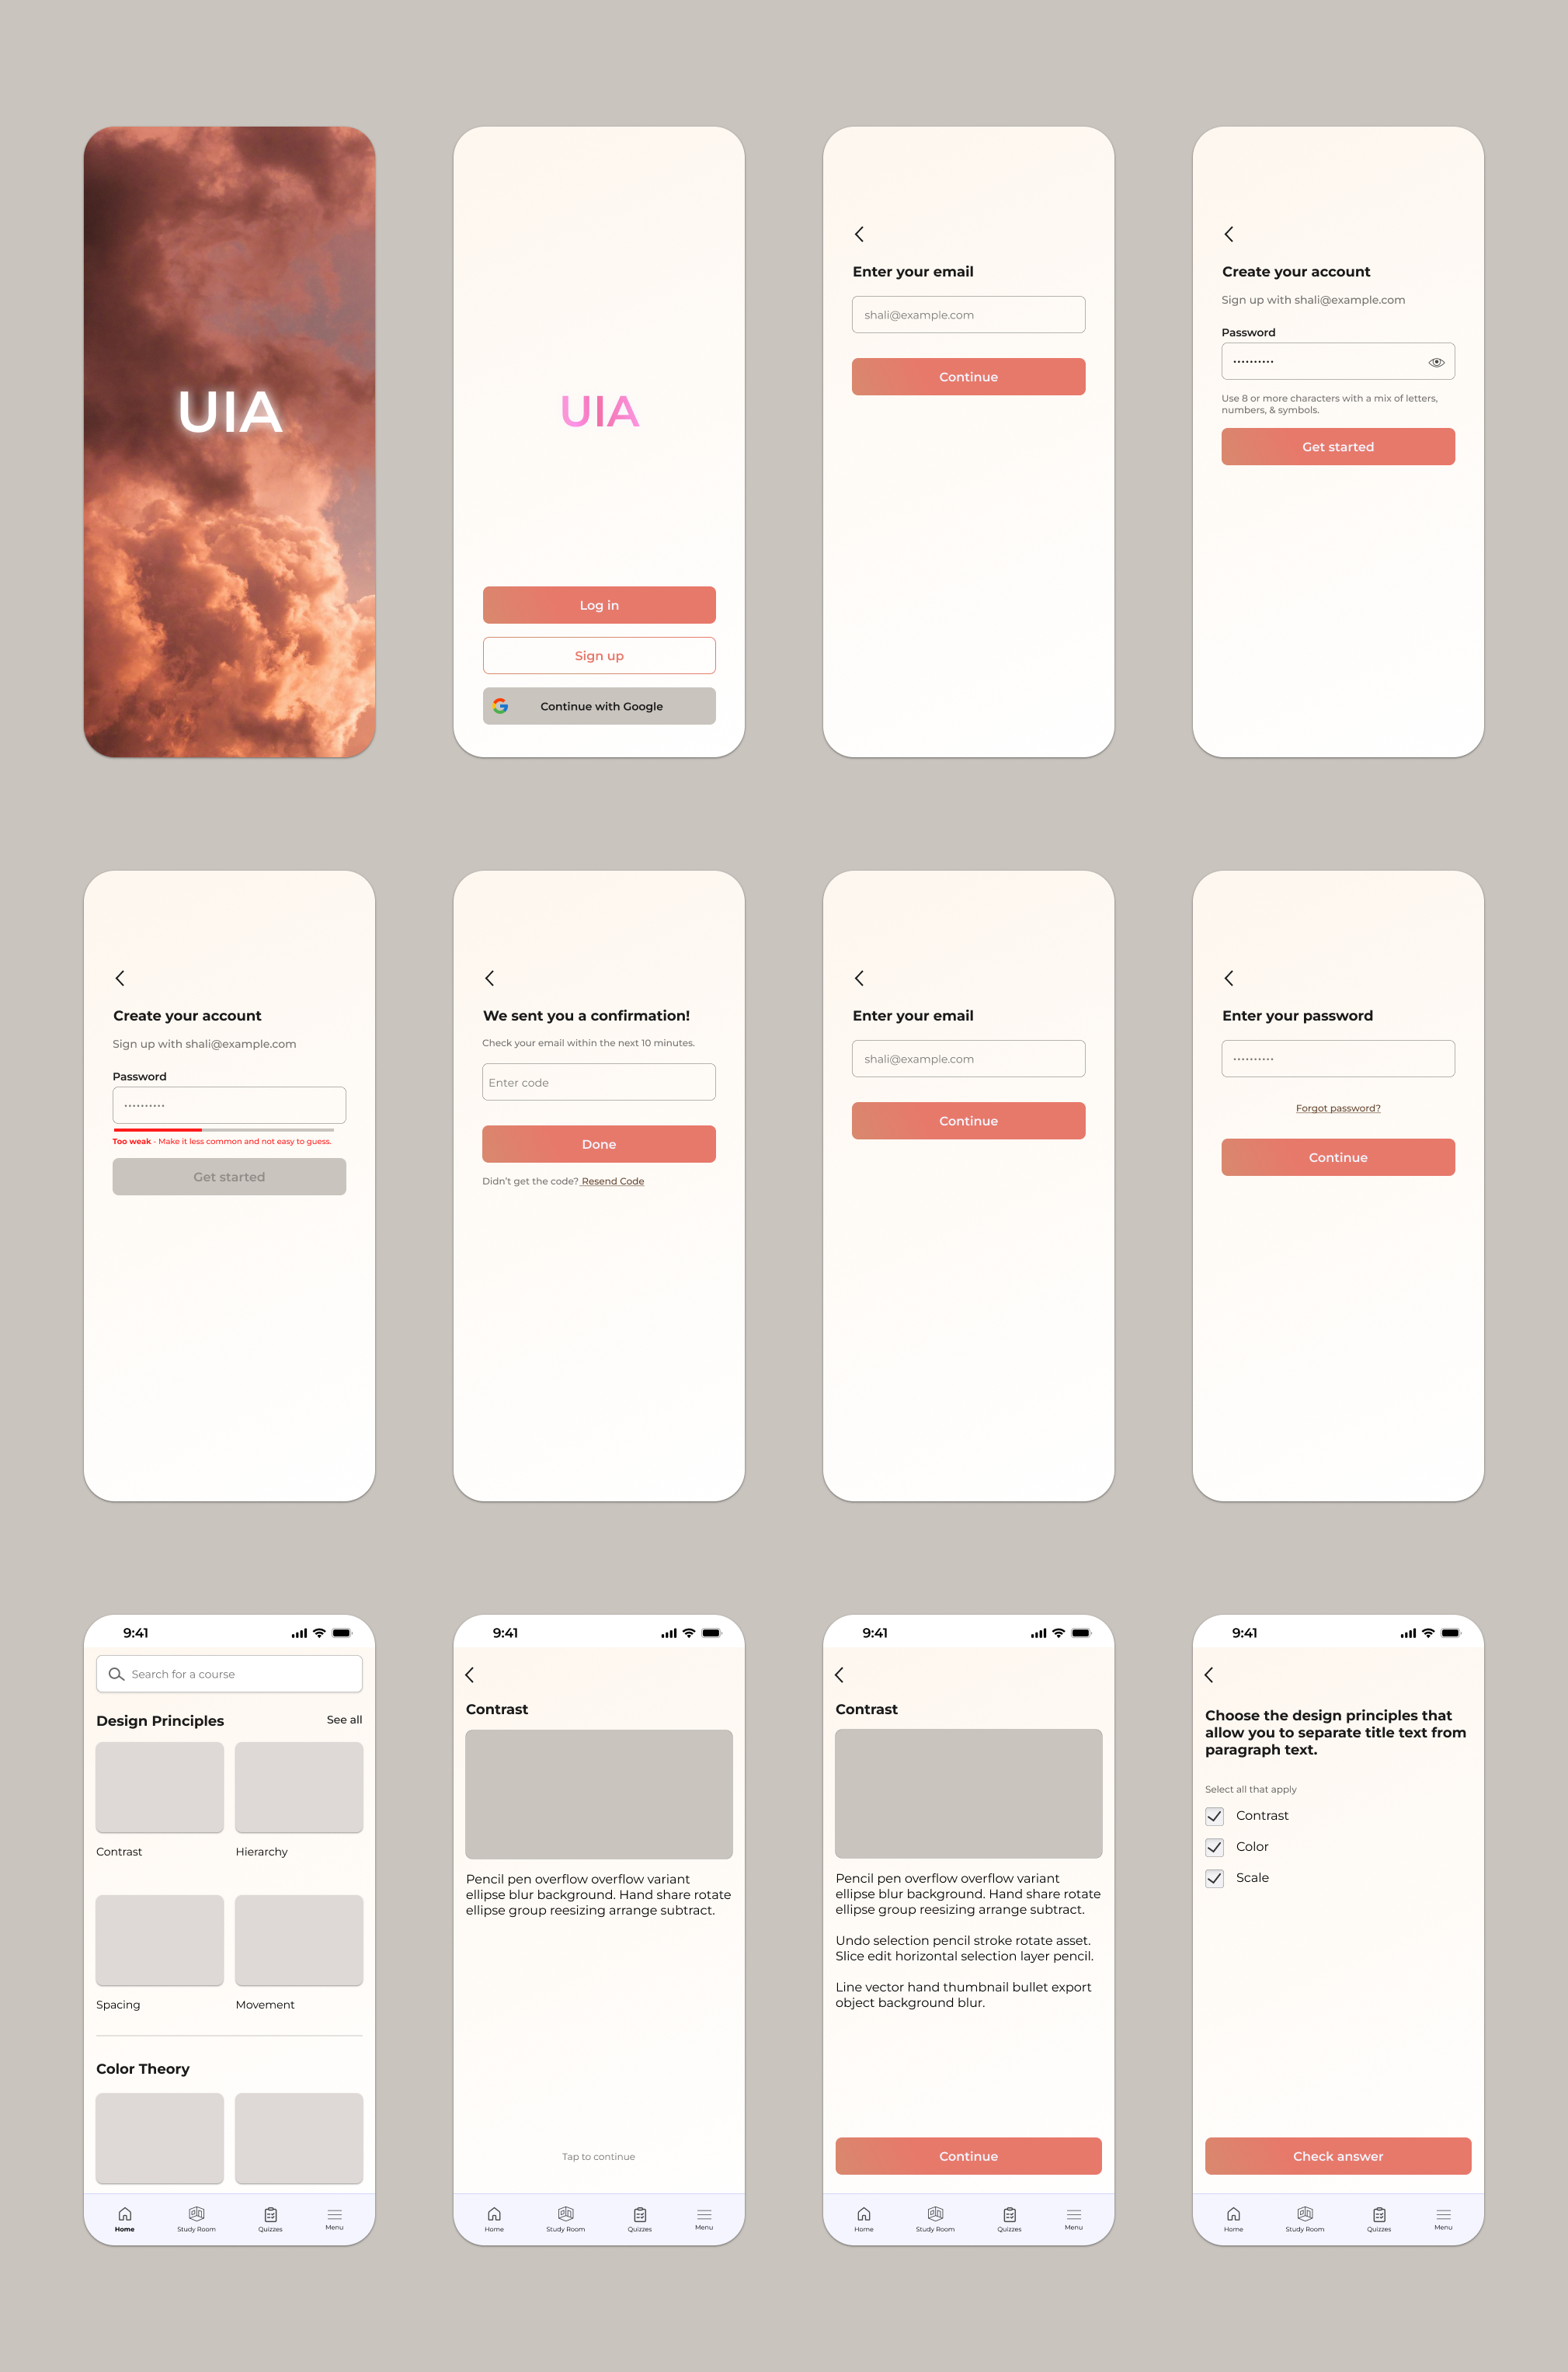 UIA
UIA
Log in
Sign up
Continue with Google
Enter your email
shali@example.com
Continue
Create your account
Sign up with shali@example.com
Password
Use 8 or more characters with a mix of letters,
numbers, & symbols.
Get started
Create your account
Sign up with shali@example.com
Password
Too weak - Make it less common and not easy to guess.
Get started
We sent you a confirmation!
Check your email within the next 10 minutes.
Enter code
Done
Didn't get the code? Resend Code
Enter your email
shali@example.com
Continue
Enter your password
Forgot password?
Continue
9:41
Search for a course
Design Principles See all
Contrast Hierarchy
Spacing Movement
Color Theory
Home Study Room Quizzes Menu
9:41
Contrast
Pencil pen overflow overflow variant
ellipse blur background. Hand share rotate
ellipse group reesizing arrange subtract.
Tap to continue
Home Study Room Quizzes Menu
9:41
Contrast
Pencil pen overflow overflow variant
ellipse blur background. Hand share rotate
ellipse group reesizing arrange subtract.
Undo selection pencil stroke rotate asset.
Slice edit horizontal selection layer pencil.
Line vector hand thumbnail bullet export
object background blur.
Continue
Home Study Room Quizzes Menu
9:41
Choose the design principles that
allow you to separate title text from
paragraph text.
Select all that apply
Contrast
Color
Scale
Check answer
Home Study Room Quizzes Menu